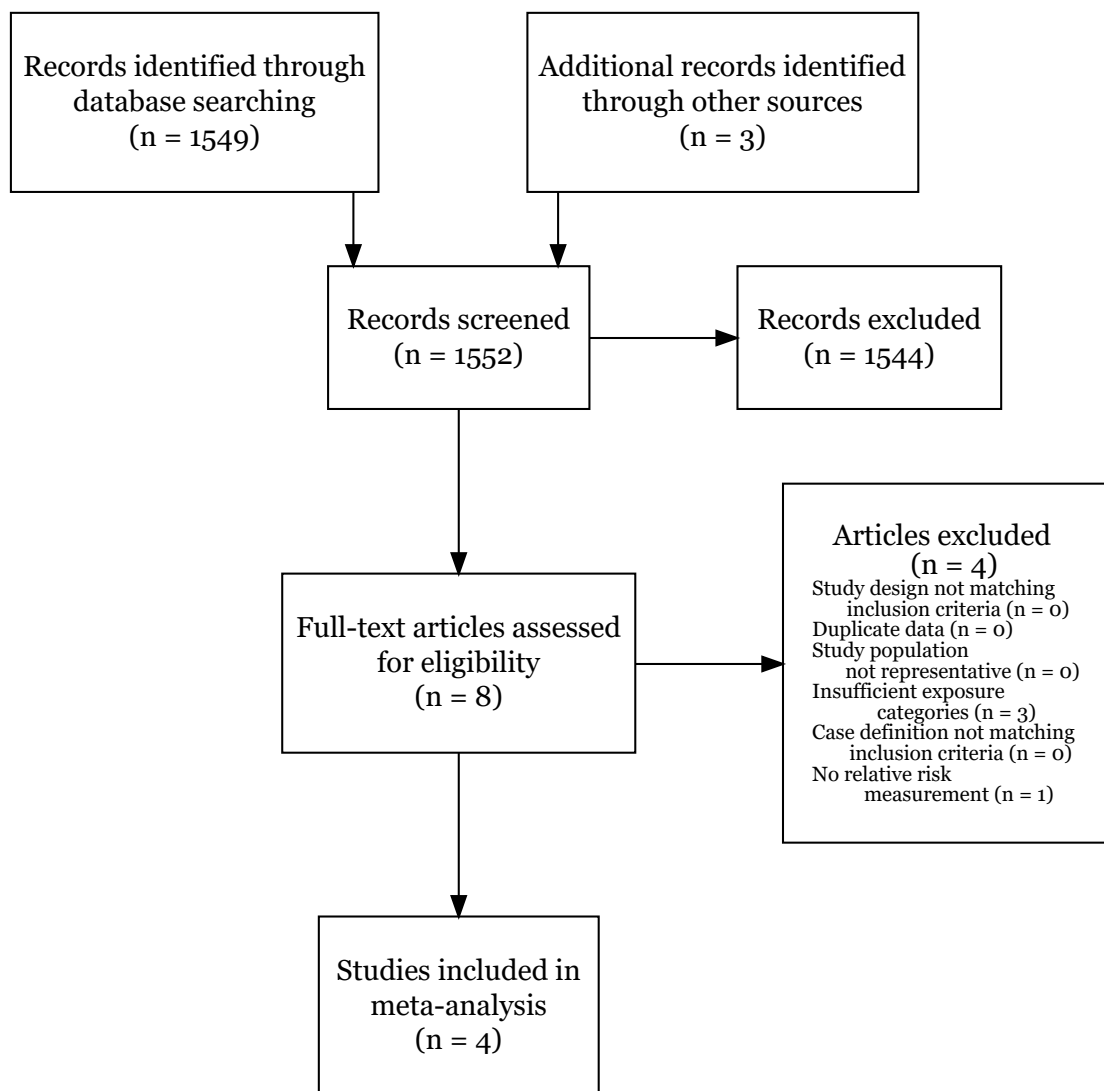 Records identified through
database searching
(n = 1549)
Additional records identified
through other sources
(n = 3)
Records screened
(n = 1552)
Records excluded
(n = 1544)
Full-text articles assessed
for eligibility
(n = 8)
Articles excluded
(n = 4)
Study design not matching
inclusion criteria (n = 0)
Duplicate data (n = 0)
Study population
not representative (n = 0)
Insufficient exposure
categories (n = 3)
Case definition not matching
inclusion criteria (n = 0)
No relative risk
measurement (n = 1)
Studies included in
meta-analysis
(n = 4)